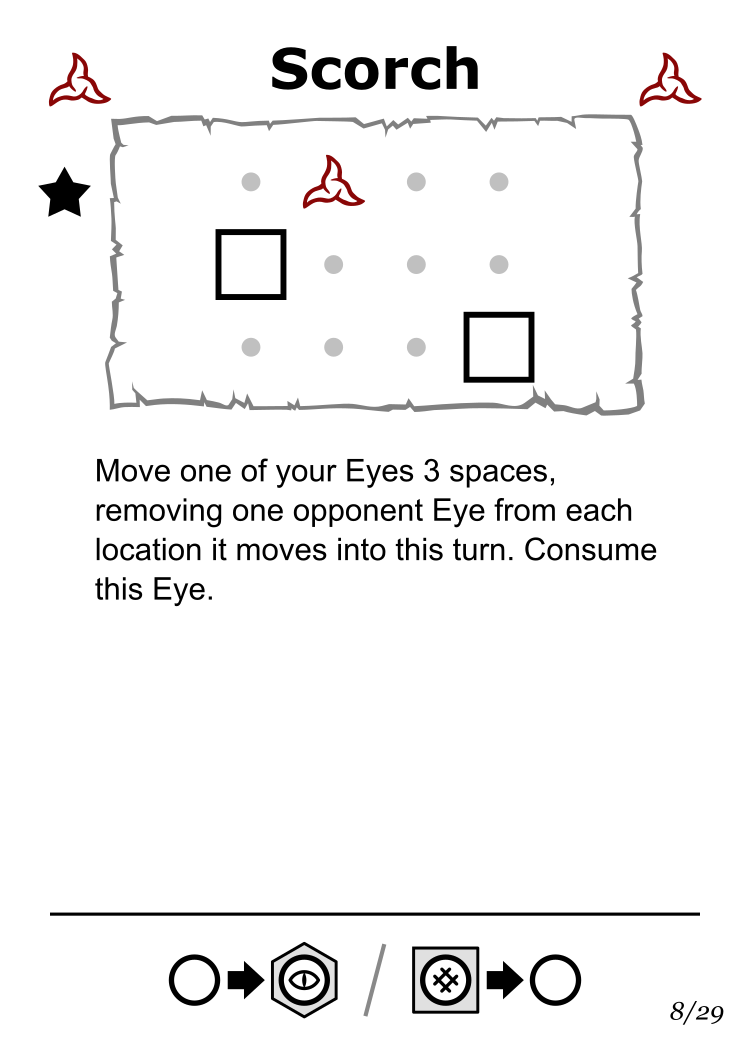 Scorch
Move one of your Eyes 3 spaces,
removing one opponent Eye from each
location it moves into this turn. Consume
this Eye.
8/29